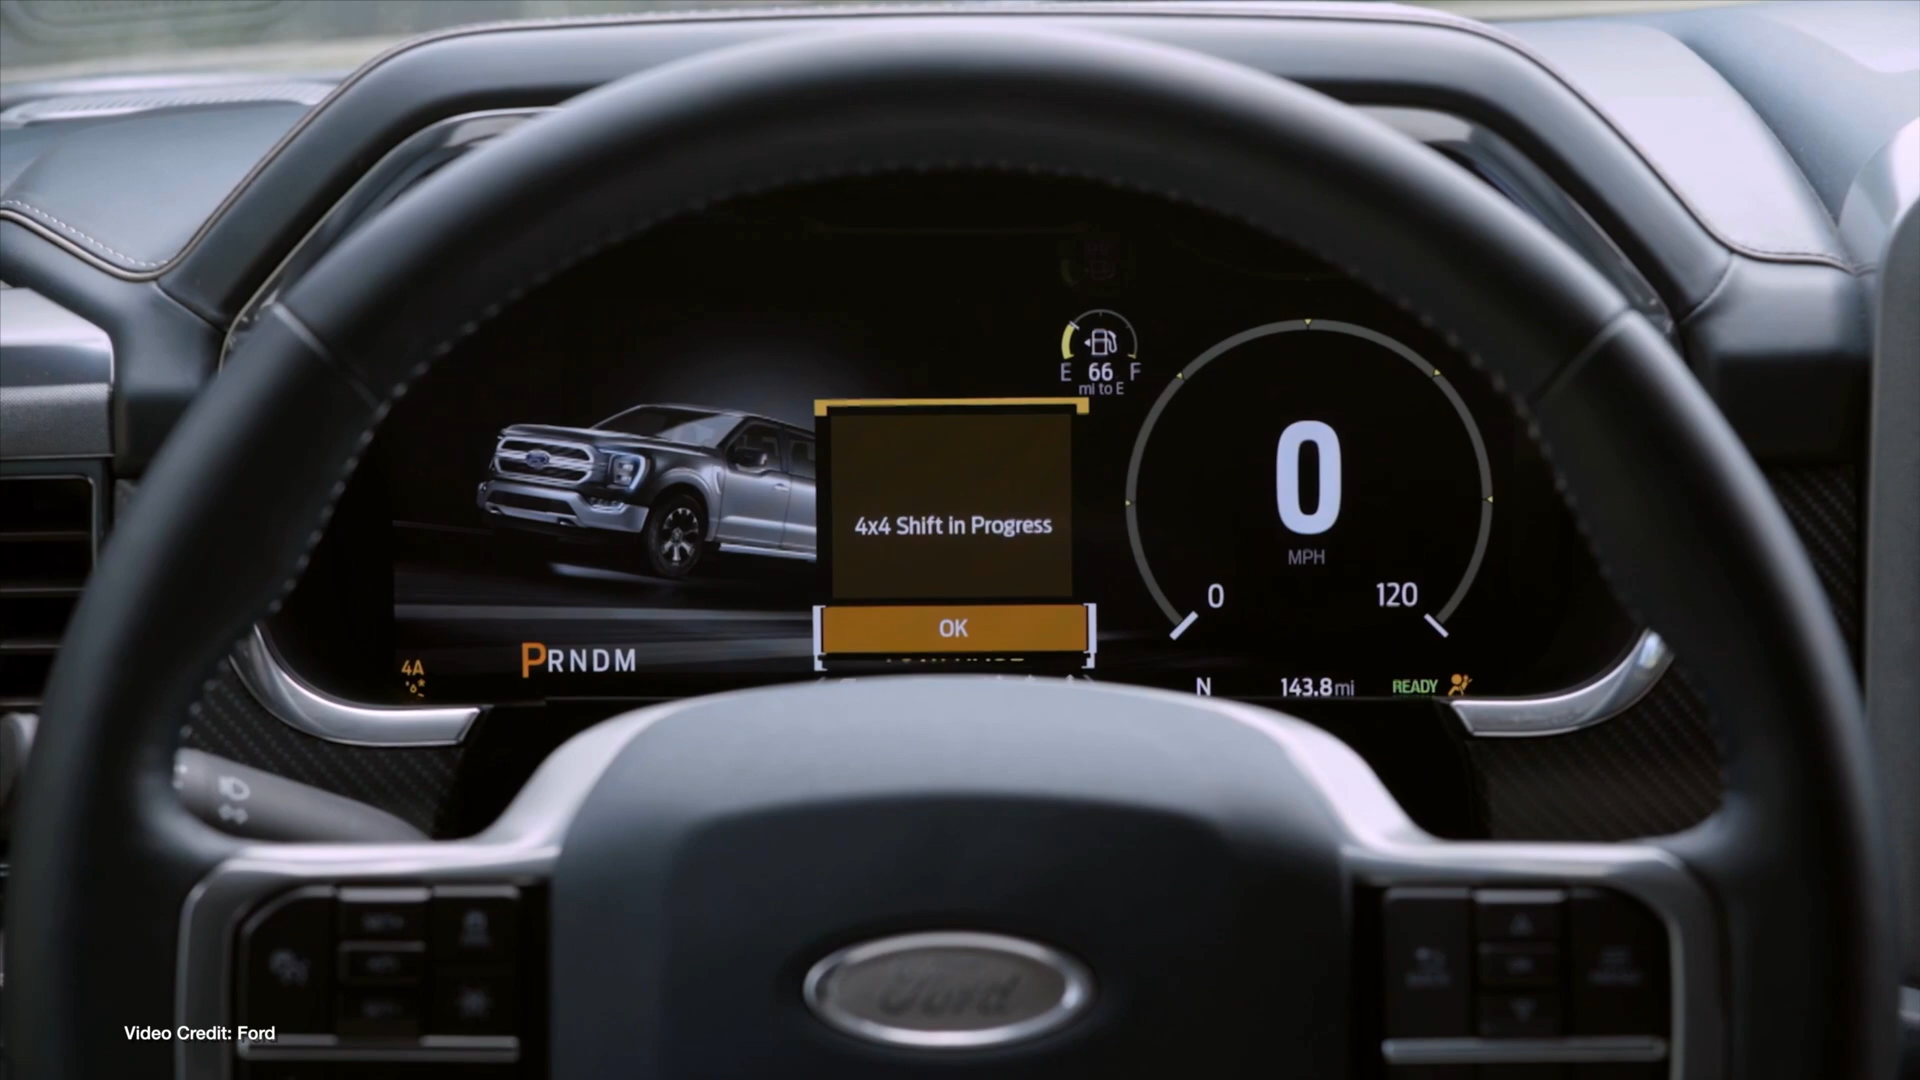 E 66 F
mi to E
4x4 Shift in Progress
OK
0
MPH
0 120
4A
PRNDM
N 143.8mi READY
Ford
Video Credit: Ford